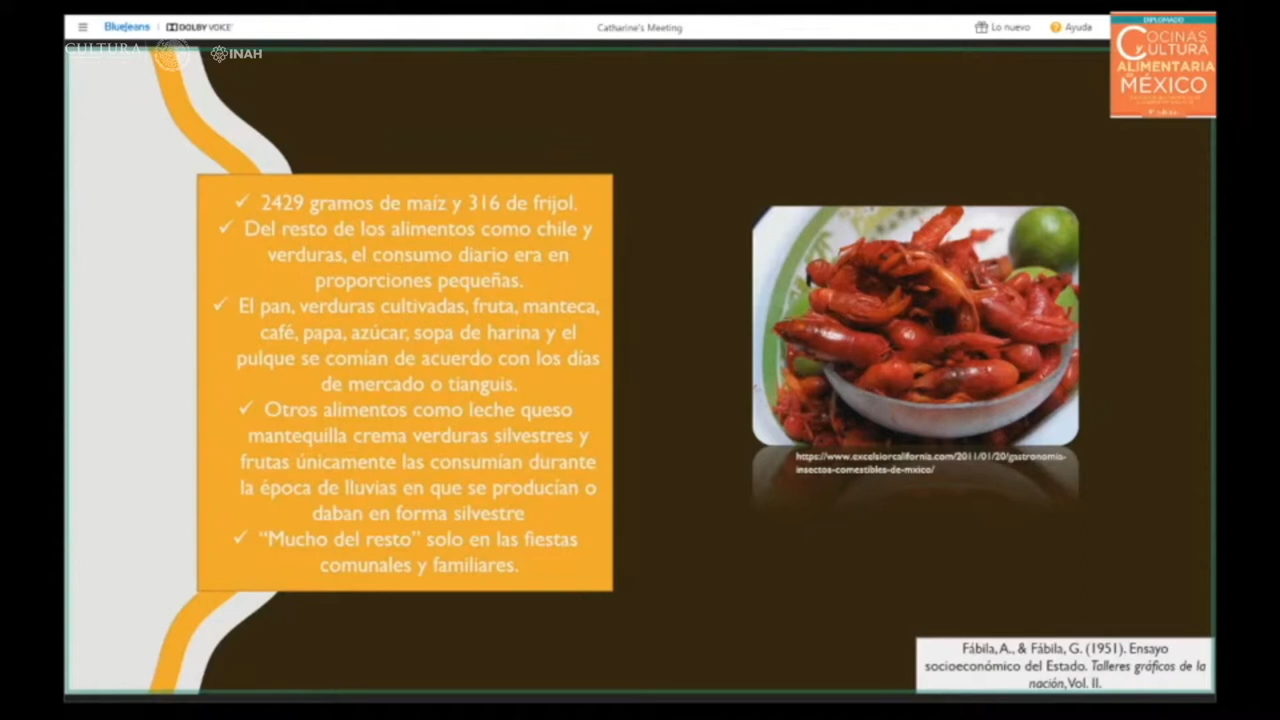 BlueJeans
DOLBY VOICE
Catharine's Meeting
Lo nuevo
Ayuda
CULTURA
INAH
DIPLOMADO
COCINAS
y CULTURA
ALIMENTARIA
MÉXICO
2429 gramos de maíz y 316 de frijol.
Del resto de los alimentos como chile y
verduras, el consumo diario era en
proporciones pequeñas.
El pan, verduras cultivadas, fruta, manteca,
café, papa, azúcar, sopa de harina y el
pulque se comían de acuerdo con los días
de mercado o tianguis.
Otros alimentos como leche queso
mantequilla crema verduras silvestres y
frutas únicamente las consumían durante
la época de lluvias en que se producían o
daban en forma silvestre
“Mucho del resto” solo en las fiestas
comunales y familiares.
https://www.excelsiorcalifornia.com/2011/01/20/gastronomia-
insectos-comestibles-de-mxico/
Fábila, A., & Fábila, G. (1951). Ensayo
socioeconómico del Estado. Talleres gráficos de la
nación, Vol. II.